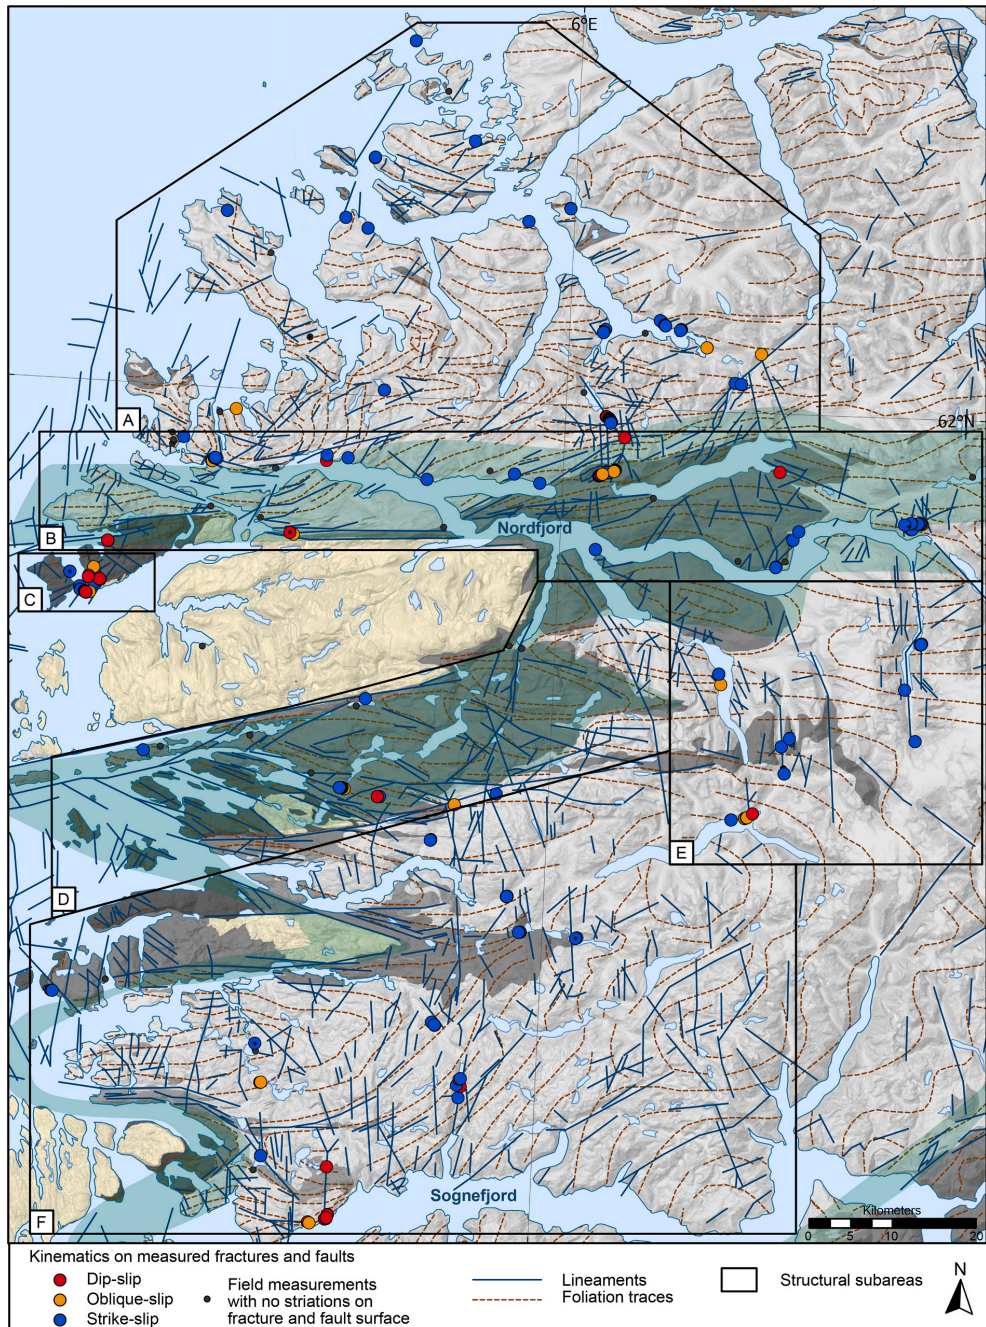 6°E
A
62°N
B
Nordfjord
C
E
D
Sognefjord
F
Kilometers
0 5 10 20
Kinematics on measured fractures and faults
Dip-slip
Oblique-slip
Strike-slip
Field measurements
with no striations on
fracture and fault surface
Lineaments
Foliation traces
Structural subareas
N